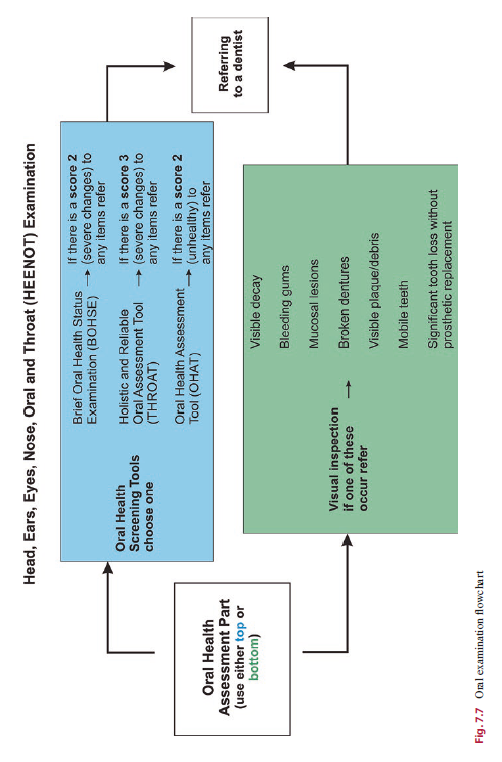 Head, Ears, Eyes, Nose, Oral and Throat (HEENOT) Examination
Oral Health
Assessment Part
(use either top or
bottom)
Oral Health
Screening Tools
choose one
Brief Oral Health Status
Examination (BOHSE)
If there is a score 2
(severe changes) to
any items refer
Holistic and Reliable
Oral Assessment Tool
(THROAT)
If there is a score 3
(severe changes) to
any items refer
Oral Health Assessment
Tool (OHAT)
If there is a score 2
(unhealthy) to
any items refer
Visual inspection
if one of these
occur refer
Visible decay
Bleeding gums
Mucosal lesions
Broken dentures
Visible plaque/debris
Mobile teeth
Significant tooth loss without
prosthetic replacement
Referring
to a dentist
Fig. 7.7 Oral examination flowchart